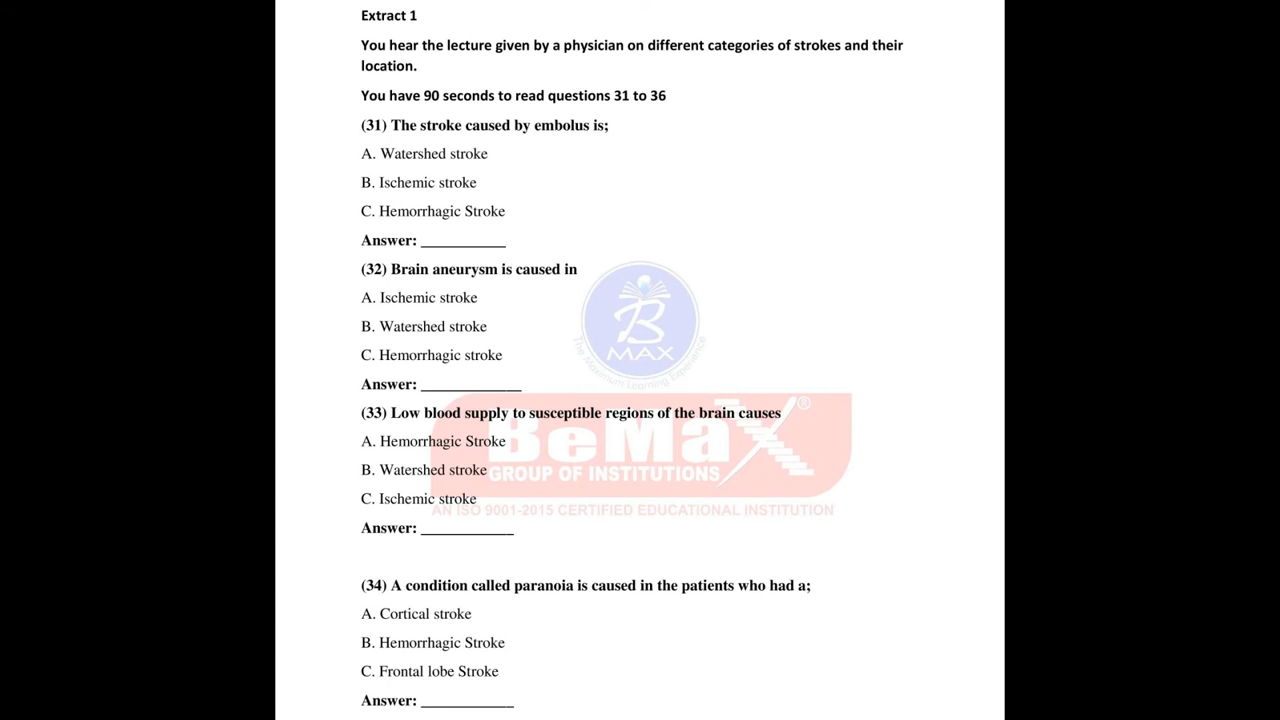 Extract 1
You hear the lecture given by a physician on different categories of strokes and their
location.
You have 90 seconds to read questions 31 to 36
(31) The stroke caused by embolus is;
A. Watershed stroke
B. Ischemic stroke
C. Hemorrhagic Stroke
Answer: ___________
(32) Brain aneurysm is caused in
A. Ischemic stroke
B. Watershed stroke
C. Hemorrhagic stroke
Answer: _____________
B
MAX
The Maximum Learning Experience
(33) Low blood supply to susceptible regions of the brain causes
A. Hemorrhagic Stroke
B. Watershed stroke
C. Ischemic stroke
Answer: ____________
BeMax ®
GROUP OF INSTITUTIONS
AN ISO 9001-2015 CERTIFIED EDUCATIONAL INSTITUTION
(34) A condition called paranoia is caused in the patients who had a;
A. Cortical stroke
B. Hemorrhagic Stroke
C. Frontal lobe Stroke
Answer: ____________